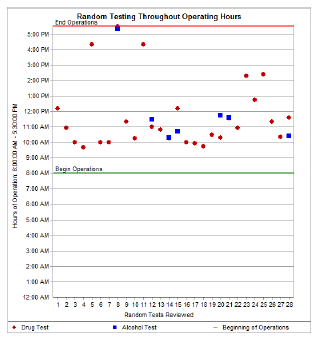 Random Testing Throughout Operating Hours
End Operations
5:00 PM
4:00 PM
3:00 PM
2:00 PM
1:00 PM
12:00 PM
11:00 AM
10:00 AM
9:00 AM
8:00 AM
Begin Operations
7:00 AM
6:00 AM
5:00 AM
4:00 AM
3:00 AM
2:00 AM
1:00 AM
12:00 AM
Hours of Operation: 8:00:00 AM - 5:30:00 PM
1 2 3 4 5 6 7 8 9 10 11 12 13 14 15 16 17 18 19 20 21 22 23 24 25 26 27 28
Random Tests Reviewed
Drug Test Alcohol Test Beginning of Operations